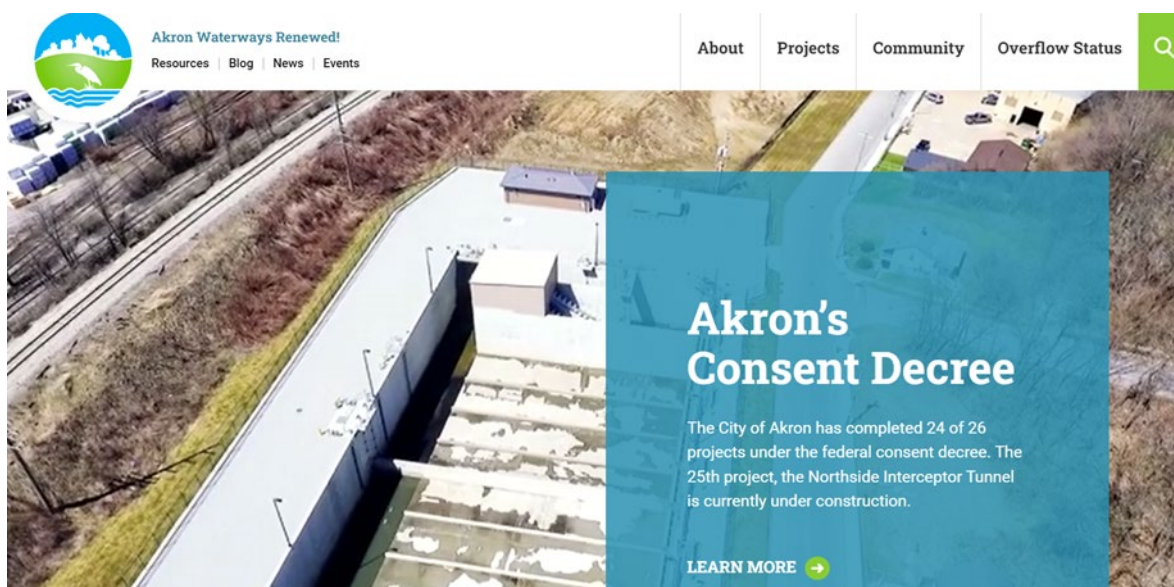 Akron Waterways Renewed!
Resources | Blog | News | Events
About
Projects
Community
Overflow Status
Akron's
Consent Decree
The City of Akron has completed 24 of 26
projects under the federal consent decree. The
25th project, the Northside Interceptor Tunnel
is currently under construction.
LEARN MORE